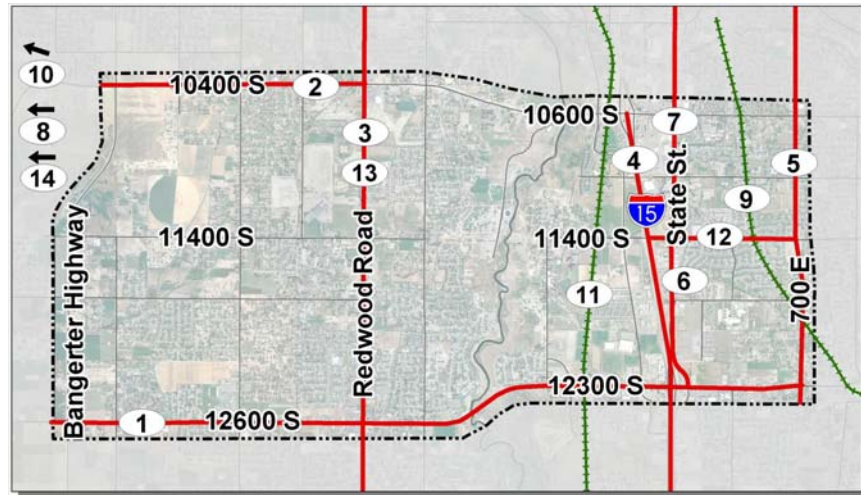 10
8
14
10400 S
2
3
13
10600 S
7
4
State St.
5
15
9
11400 S
11400 S
12
Bangerter Highway
Redwood Road
11
6
700 E
12300 S
1
12600 S